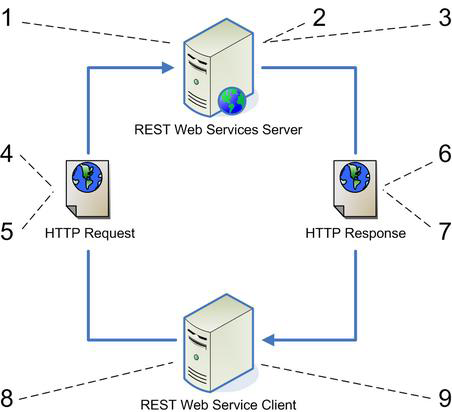 1
2
3
REST Web Services Server
4
6
5
HTTP Request
HTTP Response
7
REST Web Service Client
8
9